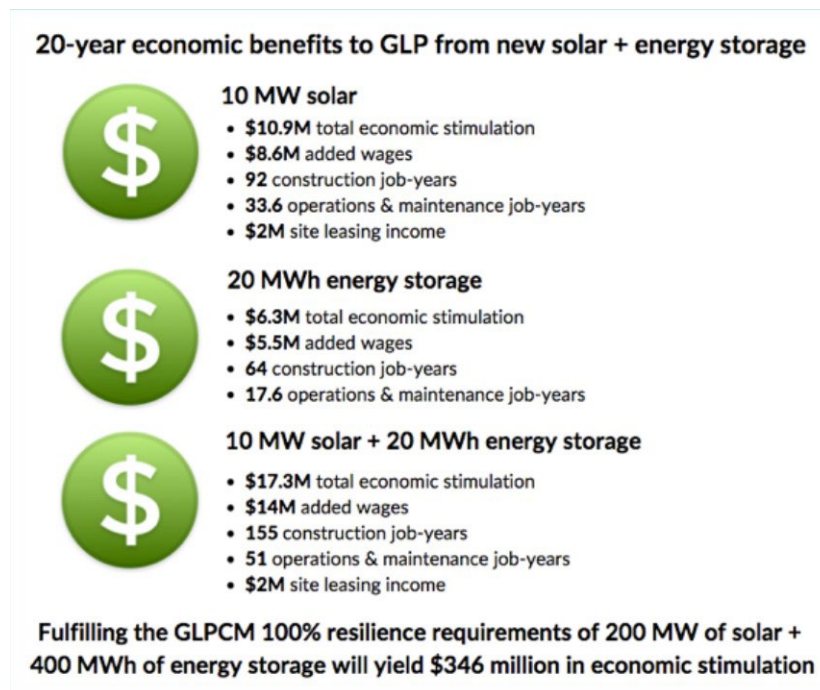 20-year economic benefits to GLP from new solar + energy storage
$
10 MW solar
• $10.9M total economic stimulation
• $8.6M added wages
• 92 construction job-years
• 33.6 operations & maintenance job-years
• $2M site leasing income
$
20 MWh energy storage
• $6.3M total economic stimulation
• $5.5M added wages
• 64 construction job-years
• 17.6 operations & maintenance job-years
$
10 MW solar + 20 MWh energy storage
• $17.3M total economic stimulation
• $14M added wages
• 155 construction job-years
• 51 operations & maintenance job-years
• $2M site leasing income
Fulfilling the GLPCM 100% resilience requirements of 200 MW of solar +
400 MWh of energy storage will yield $346 million in economic stimulation